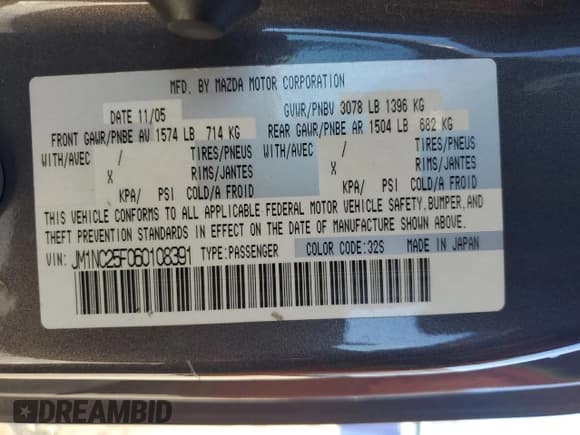 MFD. BY MAZDA MOTOR CORPORATION
DATE 11/05 GVWR/PNBV 3078 LB 1396 KG
FRONT GAWR/PNBE AV 1574 LB 714 KG REAR GAWR/PNBE AR 1504 LB 682 KG
WITH/AVEC / TIRES/PNEUS WITH/AVEC / TIRES/PNEUS
X RIMS/JANTES X RIMS/JANTES
KPA/ PSI COLD/A FROID KPA/ PSI COLD/A FROID
THIS VEHICLE CONFORMS TO ALL APPLICABLE FEDERAL MOTOR VEHICLE SAFETY,BUMPER,AND
THEFT PREVENTION STANDARDS IN EFFECT ON THE DATE OF MANUFACTURE SHOWN ABOVE.
VIN: JM1NC25F060108391 TYPE:PASSENGER COLOR CODE:32S MADE IN JAPAN
DREAMBID